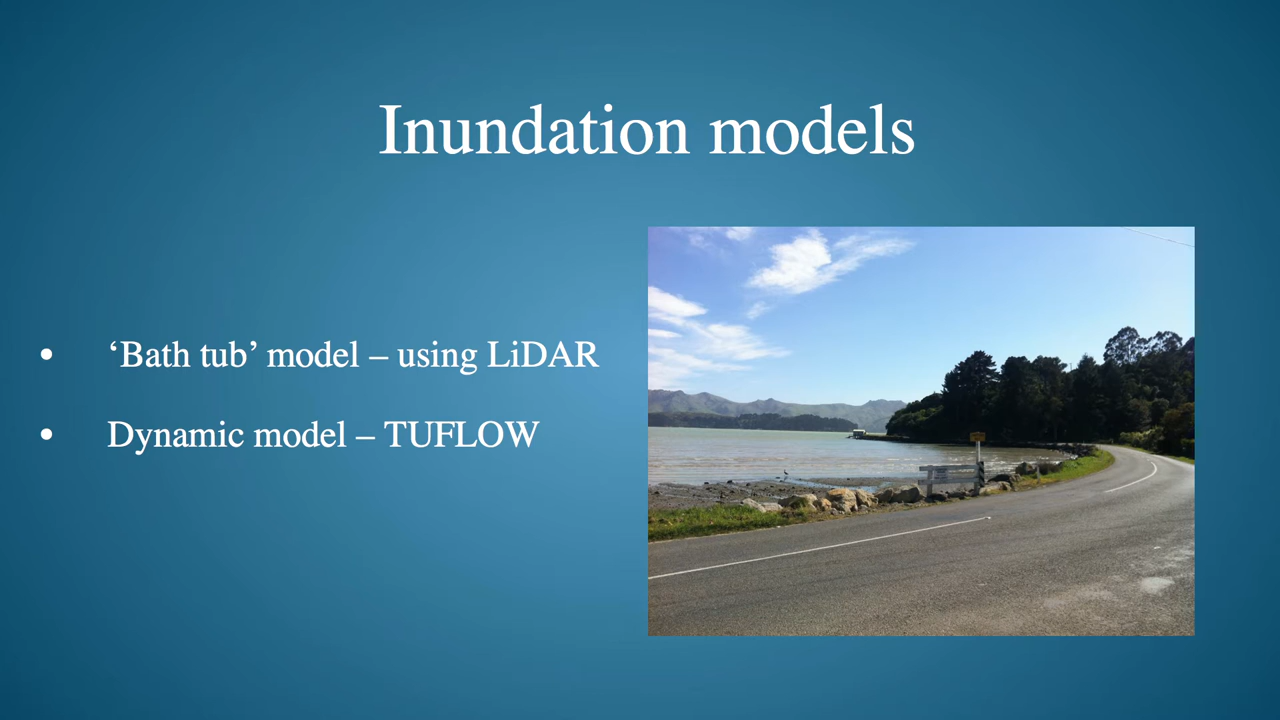 Inundation models
• ‘Bath tub’ model – using LiDAR
• Dynamic model – TUFLOW